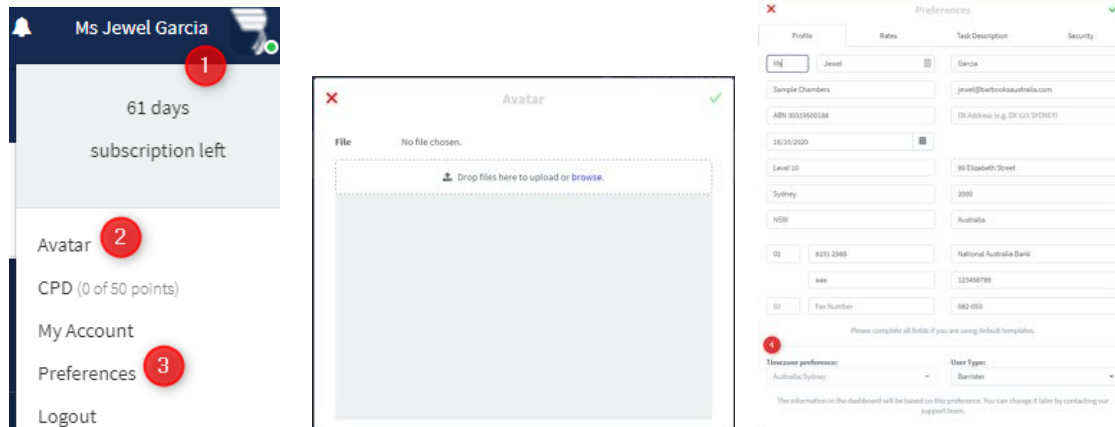 Ms Jewel Garcia
1
61 days
subscription left
Avatar 2
CPD (0 of 50 points)
My Account
Preferences 3
Logout
Avatar
File No file chosen.
Drop files here to upload or browse.
Preferences
Profile Rates Task Description Security
Ms Jewel Garcia
Sample Chambers jewel@barbooksaustralia.com
ABN 30319500188 DX Address (e.g. DX 123 SYDNEY)
16/10/2020
Level 10 99 Elizabeth Street
Sydney 2000
NSW Australia
02 9151 2988 National Australia Bank
aaa 123456789
02 Fax Number 082-053
Please complete all fields if you are using default templates.
4
Timezone preference: User Type:
Australia/Sydney Barrister
The information in the dashboard will be based on this preference. You can change it later by contacting our
support team.